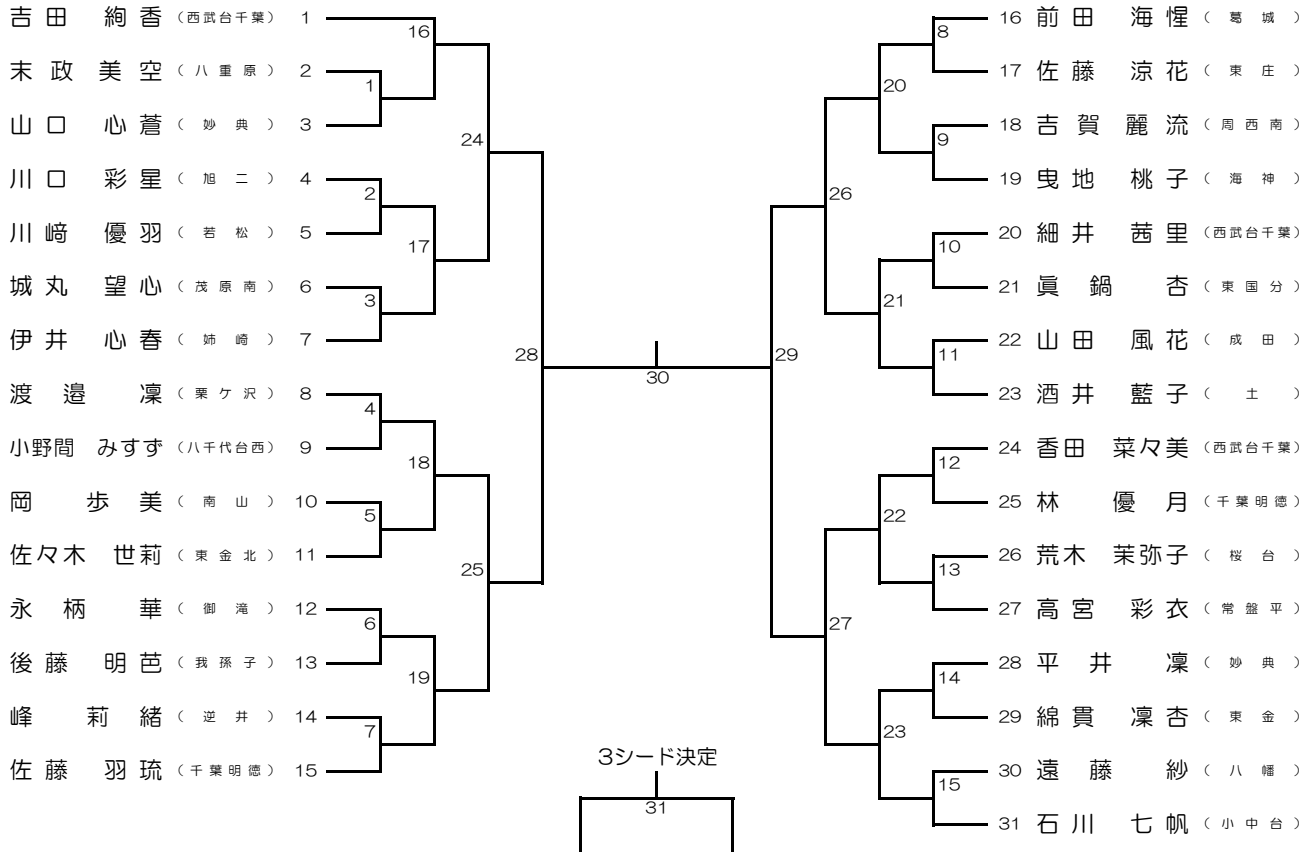 吉田 絢香 (西武台千葉) 1
末政 美空 (八重原) 2
山口 心蒼 (妙典) 3
川口 彩星 (旭二) 4
川﨑 優羽 (若松) 5
城丸 望心 (茂原南) 6
伊井 心春 (姉崎) 7
渡邉 凜 (栗ケ沢) 8
小野間 みすず (八千代台西) 9
岡 歩美 (南山) 10
佐々木 世莉 (東金北) 11
永柄 華 (御滝) 12
後藤 明芭 (我孫子) 13
峰 莉緒 (逆井) 14
佐藤 羽琉 (千葉明徳) 15
16
1
24
2
17
3
28
4
18
5
25
6
19
7
30
3シード決定
31
8
20
9
26
10
21
11
29
12
22
13
27
14
23
15
16 前田 海惺 (葛城)
17 佐藤 涼花 (東庄)
18 吉賀 麗流 (周西南)
19 曳地 桃子 (海神)
20 細井 茜里 (西武台千葉)
21 眞鍋 杏 (東国分)
22 山田 風花 (成田)
23 酒井 藍子 (土)
24 香田 菜々美 (西武台千葉)
25 林 優月 (千葉明徳)
26 荒木 茉弥子 (桜台)
27 高宮 彩衣 (常盤平)
28 平井 凜 (妙典)
29 綿貫 凜杏 (東金)
30 遠藤 紗 (八幡)
31 石川 七帆 (小中台)